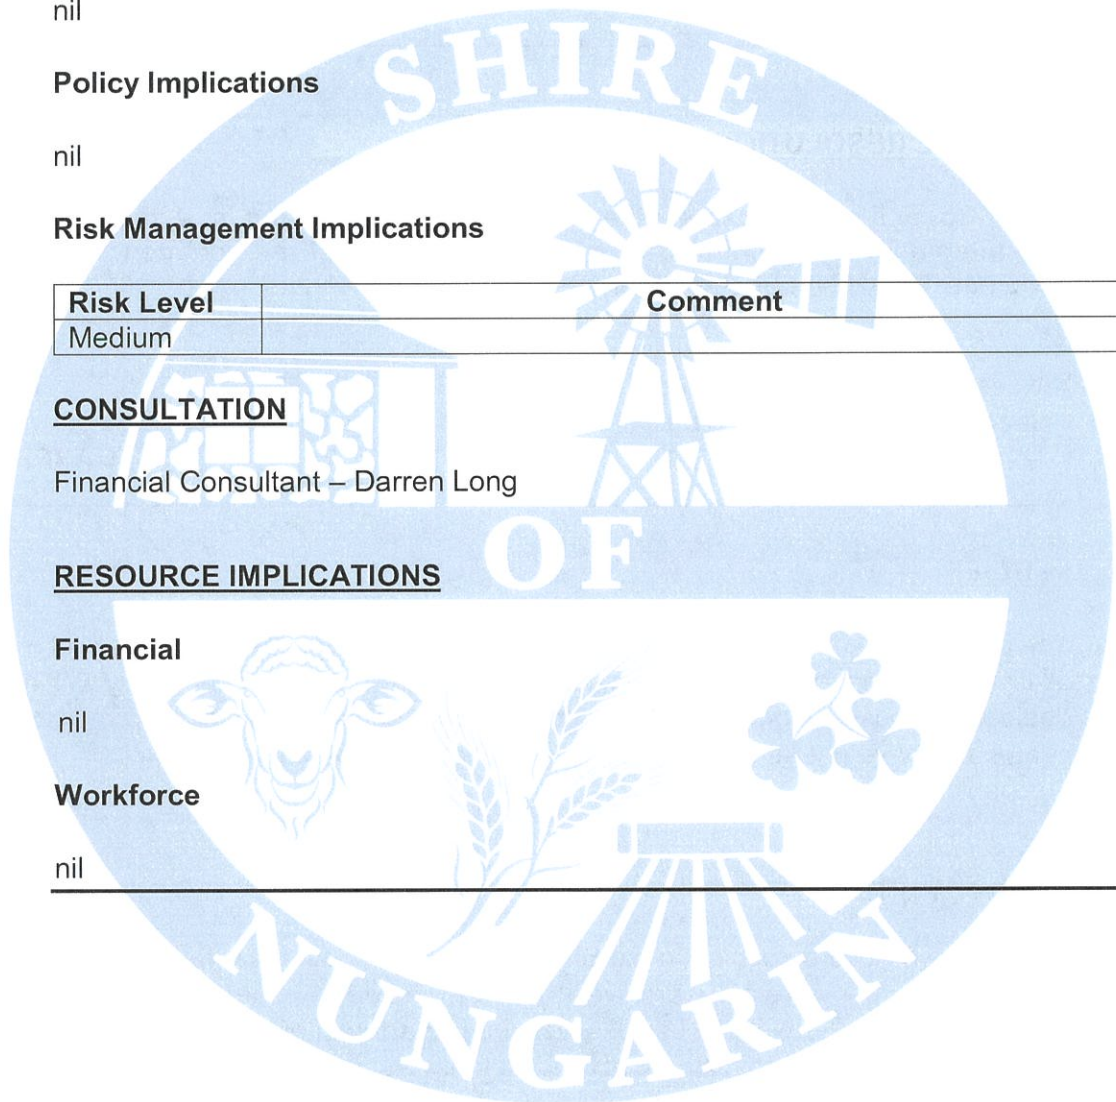 nil
Policy Implications
nil
Risk Management Implications
Risk Level Comment
Medium
CONSULTATION
Financial Consultant – Darren Long
RESOURCE IMPLICATIONS
Financial
nil
Workforce
nil
SHIRE
OF
NUNGARIN